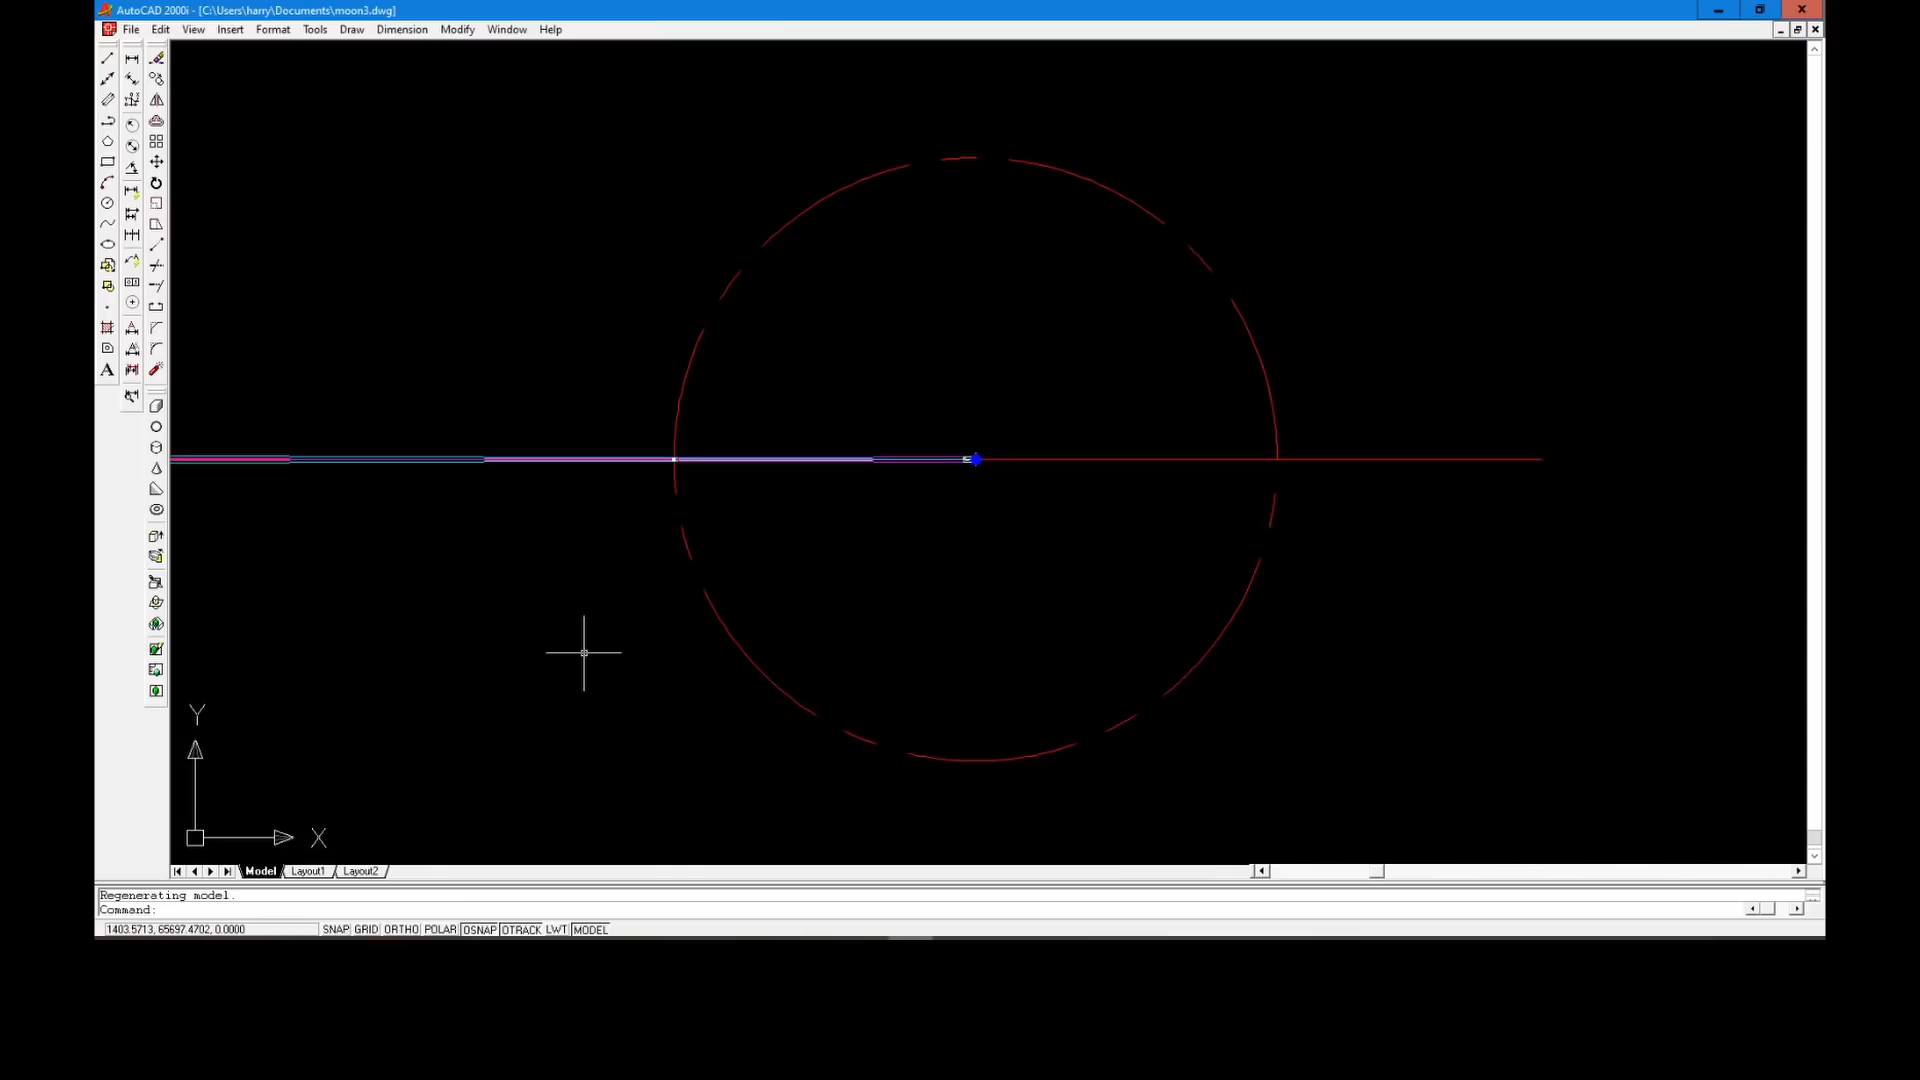 AutoCAD 2000i - [C:\Users\harry\Documents\moon3.dwg]
File Edit View Insert Format Tools Draw Dimension Modify Window Help
A
Y
X
Model Layout1 Layout2
Regenerating model.
Command:
1403.5713, 65697.4702, 0.0000 SNAP GRID ORTHO POLAR OSNAP OTRACK LWT MODEL